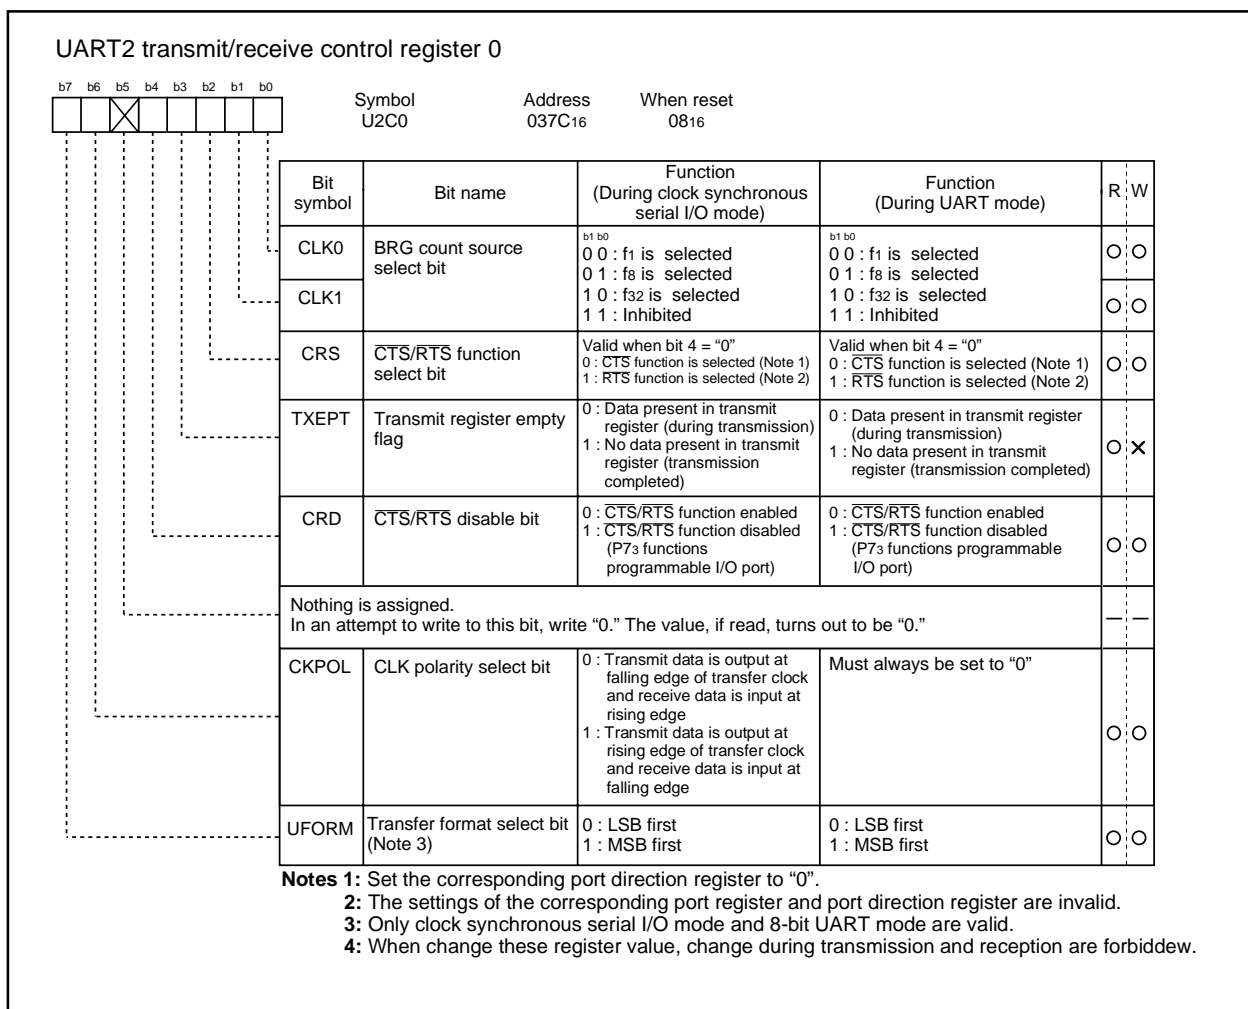 UART2 transmit/receive control register 0
b7 b6 b5 b4 b3 b2 b1 b0
Symbol Address When reset
U2C0 037C16 0816
Bit symbol
Bit name
Function
(During clock synchronous
serial I/O mode)
Function
(During UART mode)
R W
CLK0
BRG count source
select bit
b1 b0
0 0 : f1 is selected
0 1 : f8 is selected
1 0 : f32 is selected
1 1 : Inhibited
b1 b0
0 0 : f1 is selected
0 1 : f8 is selected
1 0 : f32 is selected
1 1 : Inhibited
CLK1
CRS
CTS/RTS function
select bit
Valid when bit 4 = “0”
0 : CTS function is selected (Note 1)
1 : RTS function is selected (Note 2)
Valid when bit 4 = “0”
0 : CTS function is selected (Note 1)
1 : RTS function is selected (Note 2)
TXEPT
Transmit register empty
flag
0 : Data present in transmit
register (during transmission)
1 : No data present in transmit
register (transmission
completed)
0 : Data present in transmit register
(during transmission)
1 : No data present in transmit
register (transmission completed)
CRD
CTS/RTS disable bit
0 : CTS/RTS function enabled
1 : CTS/RTS function disabled
(P73 functions
programmable I/O port)
0 : CTS/RTS function enabled
1 : CTS/RTS function disabled
(P73 functions programmable
I/O port)
Nothing is assigned.
In an attempt to write to this bit, write “0.” The value, if read, turns out to be “0.”
CKPOL
CLK polarity select bit
0 : Transmit data is output at
falling edge of transfer clock
and receive data is input at
rising edge
1 : Transmit data is output at
rising edge of transfer clock
and receive data is input at
falling edge
Must always be set to “0”
UFORM
Transfer format select bit
(Note 3)
0 : LSB first
1 : MSB first
0 : LSB first
1 : MSB first
Notes 1: Set the corresponding port direction register to “0”.
2: The settings of the corresponding port register and port direction register are invalid.
3: Only clock synchronous serial I/O mode and 8-bit UART mode are valid.
4: When change these register value, change during transmission and reception are forbiddew.